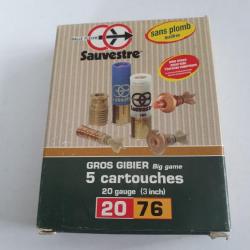 Sauvestre
sans plomb
GROS GIBIER Big game
5 cartouches
20 gauge (3 inch)
20 76